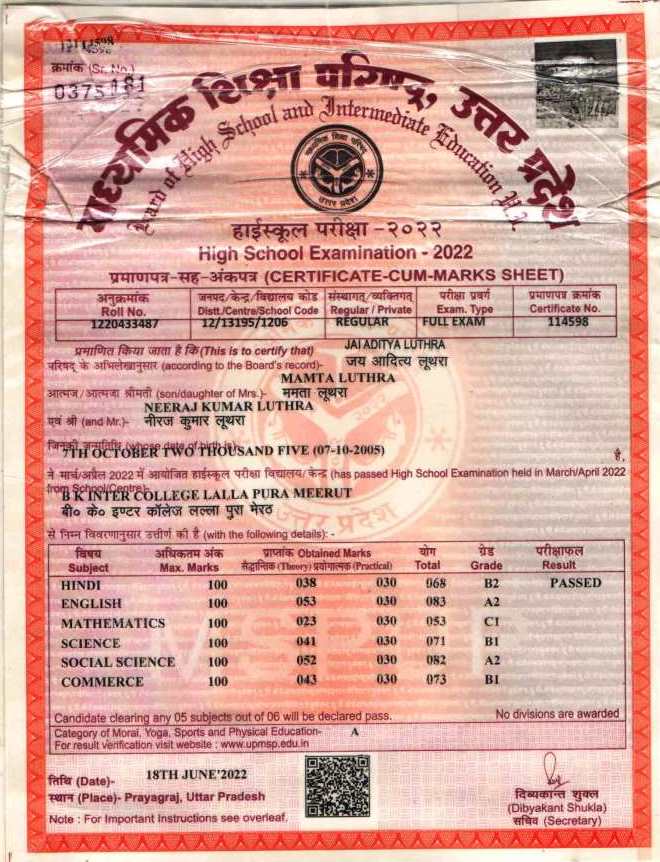 क्रमांक (Sr. No.)
0375181
माध्यमिक शिक्षा परिषद, उत्तर प्रदेश
Board of High School and Intermediate Education U.P.
माध्यमिक शिक्षा परिषद
उत्तर प्रदेश
हाईस्कूल परीक्षा -२०२२
High School Examination - 2022
प्रमाणपत्र-सह-अंकपत्र (CERTIFICATE-CUM-MARKS SHEET)
अनुक्रमांक जनपद/केन्द्र/विद्यालय कोड संस्थागत/व्यक्तिगत परीक्षा प्रवर्ग प्रमाणपत्र क्रमांक
Roll No. Distt./Centre/School Code Regular / Private Exam. Type Certificate No.
1220433487 12/13195/1206 REGULAR FULL EXAM 114598
प्रमाणित किया जाता है कि(This is to certify that) JAI ADITYA LUTHRA
परिषद् के अभिलेखानुसार (according to the Board's record)- जय आदित्य लूथरा
MAMTA LUTHRA
आत्मज/आत्मजा श्रीमती (son/daughter of Mrs.)- ममता लूथरा
NEERAJ KUMAR LUTHRA
एवं श्री (and Mr.)- नीरज कुमार लूथरा
जिनकी जन्मतिथि (whose date of birth is)-
7TH OCTOBER TWO THOUSAND FIVE (07-10-2005) है,
ने मार्च/अप्रैल 2022 में आयोजित हाईस्कूल परीक्षा विद्यालय/केन्द्र (has passed High School Examination held in March/April 2022
from School/Centre)-
B K INTER COLLEGE LALLA PURA MEERUT
बी० के० इण्टर कॉलेज लल्ला पुरा मेरठ
से निम्न विवरणानुसार उत्तीर्ण की है (with the following details): -
विषय अधिकतम अंक प्राप्तांक Obtained Marks योग ग्रेड परीक्षाफल
Subject Max. Marks सैद्धान्तिक (Theory) प्रयोगात्मक (Practical) Total Grade Result
HINDI 100 038 030 068 B2 PASSED
ENGLISH 100 053 030 083 A2
MATHEMATICS 100 023 030 053 C1
SCIENCE 100 041 030 071 B1
SOCIAL SCIENCE 100 052 030 082 A2
COMMERCE 100 043 030 073 B1
Candidate clearing any 05 subjects out of 06 will be declared pass. No divisions are awarded
Category of Moral, Yoga, Sports and Physical Education- A
For result verification visit website : www.upmsp.edu.in
तिथि (Date)- 18TH JUNE'2022
स्थान (Place)- Prayagraj, Uttar Pradesh
Note : For Important Instructions see overleaf.
दिव्यकान्त शुक्ल
(Dibyakant Shukla)
सचिव (Secretary)